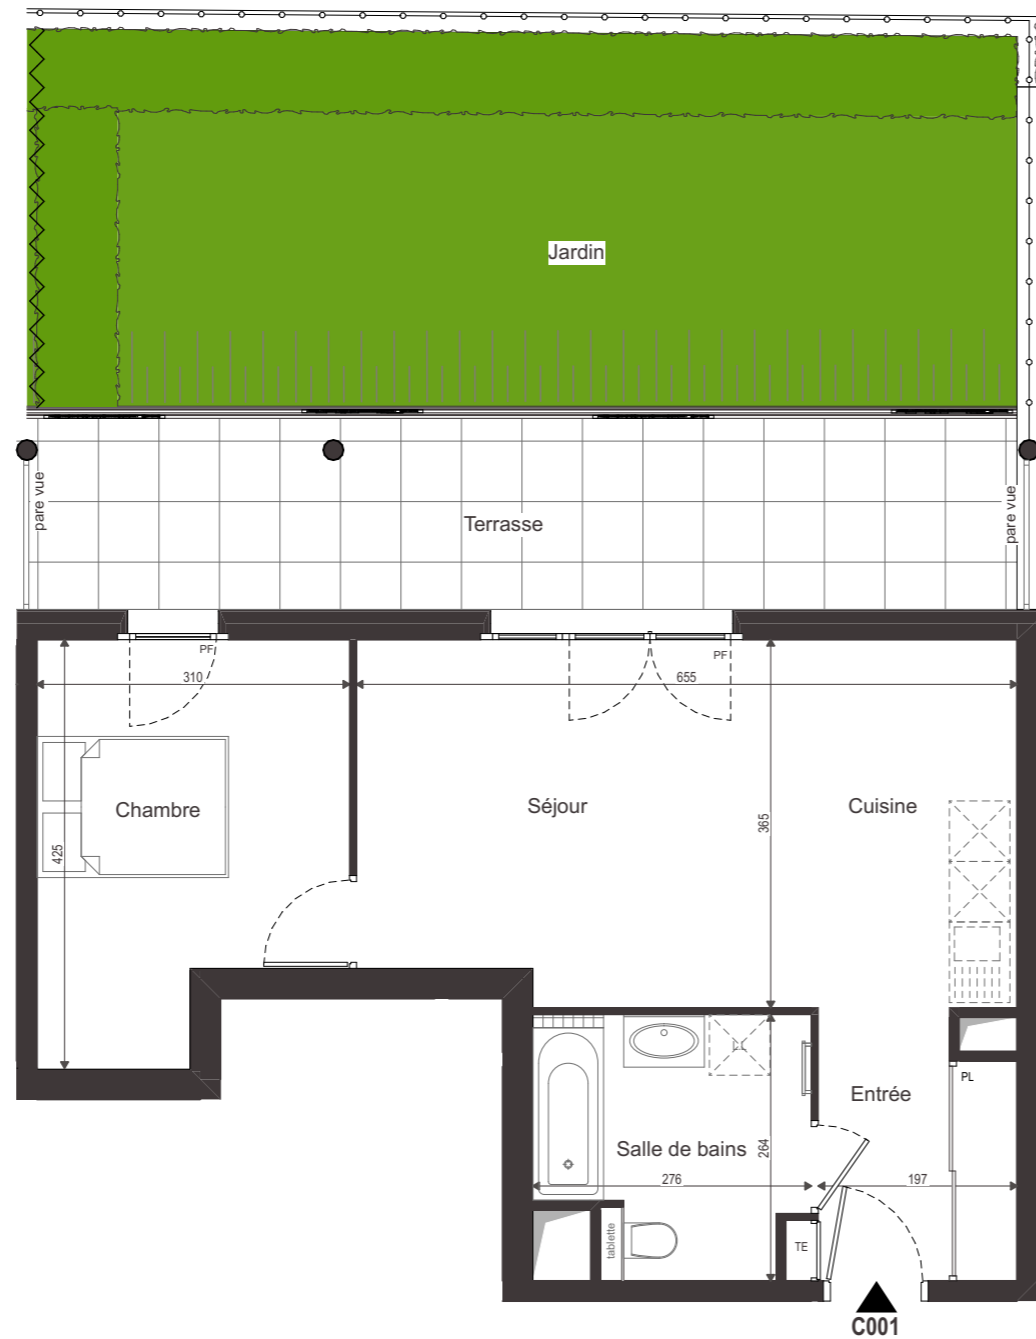 Jardin
pare vue
pare vue
Terrasse
PF
PF
310
655
Chambre
Séjour
Cuisine
425
365
PL
Entrée
Salle de bains
264
276
197
tablette
TE
LL
C001